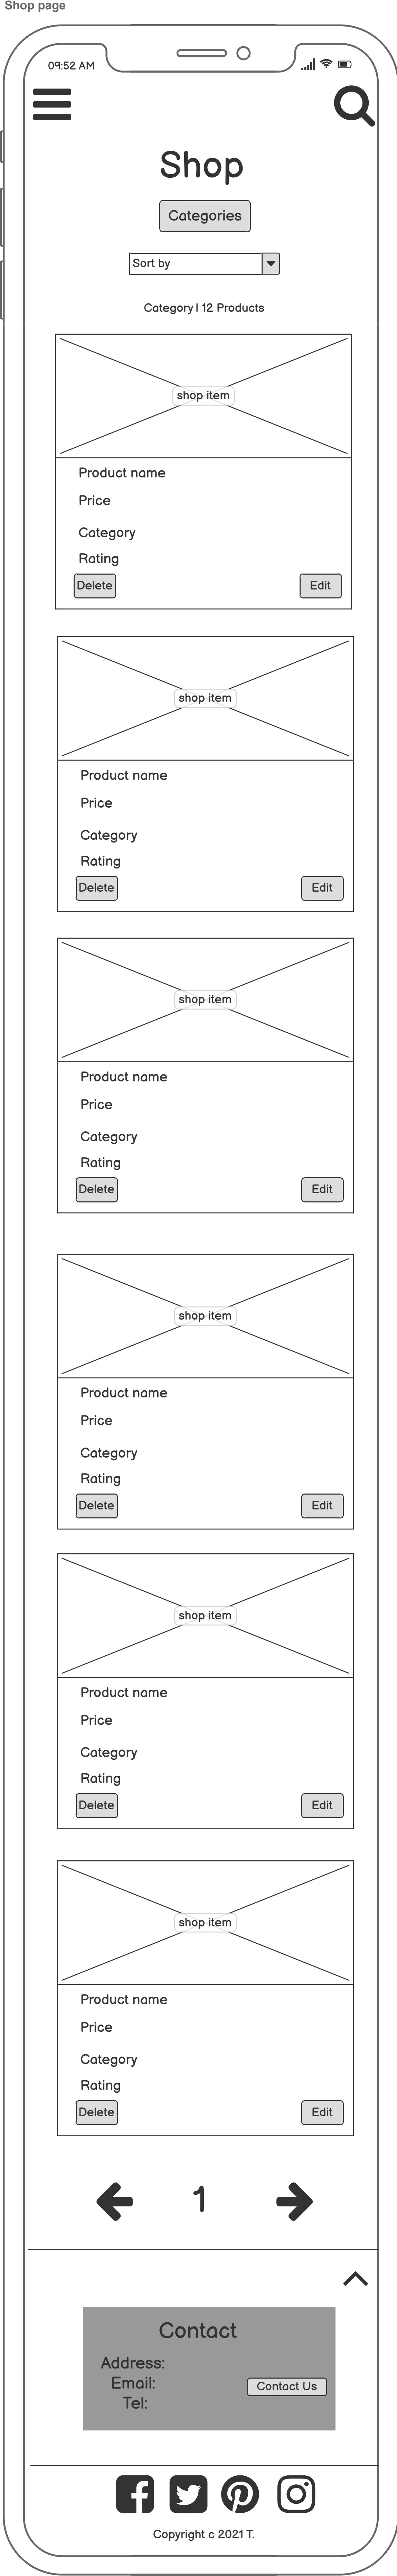 Shop page
09:52 AM
Shop
Categories
Sort by
Category | 12 Products
shop item
Product name
Price
Category
Rating
Delete Edit
shop item
Product name
Price
Category
Rating
Delete Edit
shop item
Product name
Price
Category
Rating
Delete Edit
shop item
Product name
Price
Category
Rating
Delete Edit
shop item
Product name
Price
Category
Rating
Delete Edit
shop item
Product name
Price
Category
Rating
Delete Edit
1
Contact
Address:
Email:
Contact Us
Tel:
Copyright c 2021 T.